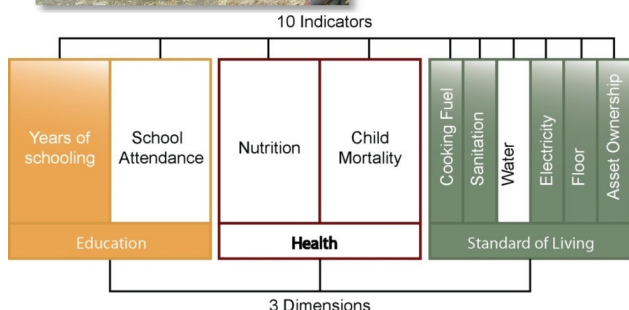 10 Indicators
Years of
schooling
School
Attendance
Nutrition
Child
Mortality
Cooking Fuel
Sanitation
Water
Electricity
Floor
Asset Ownership
Education
Health
Standard of Living
3 Dimensions